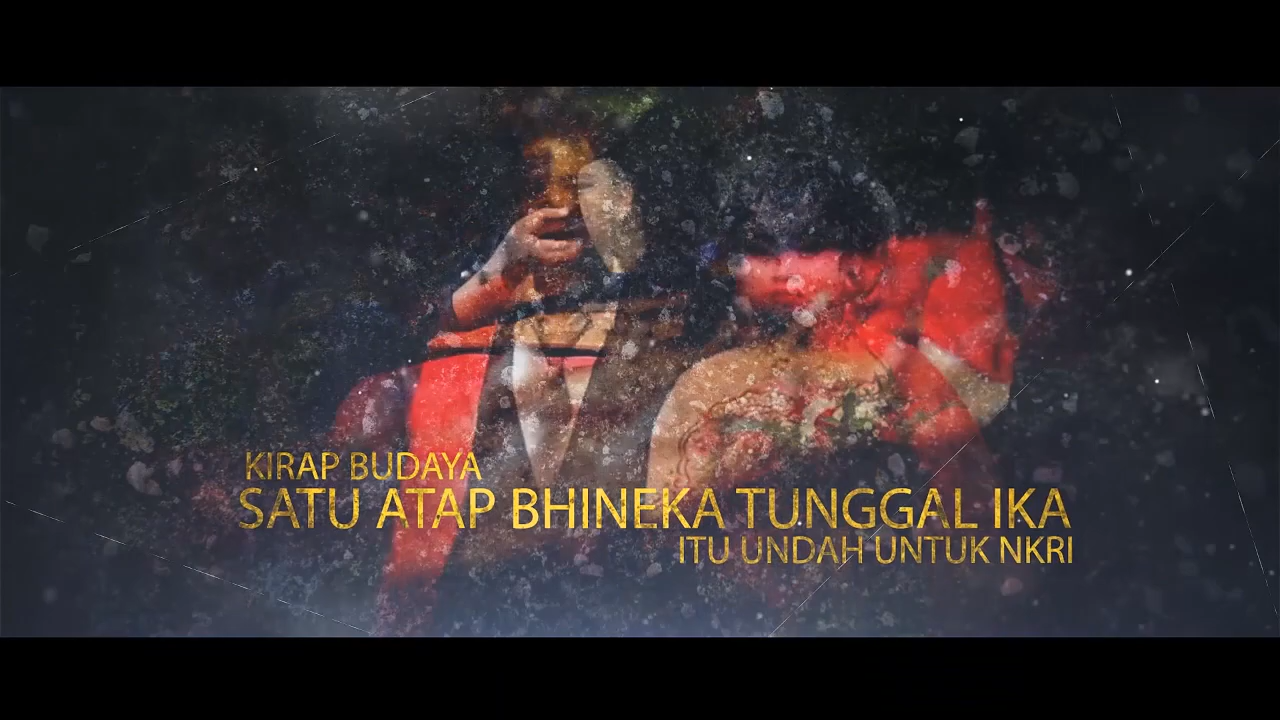 KIRAP BUDAYA
SATU ATAP BHINEKA TUNGGAL IKA
ITU UNDAH UNTUK NKRI